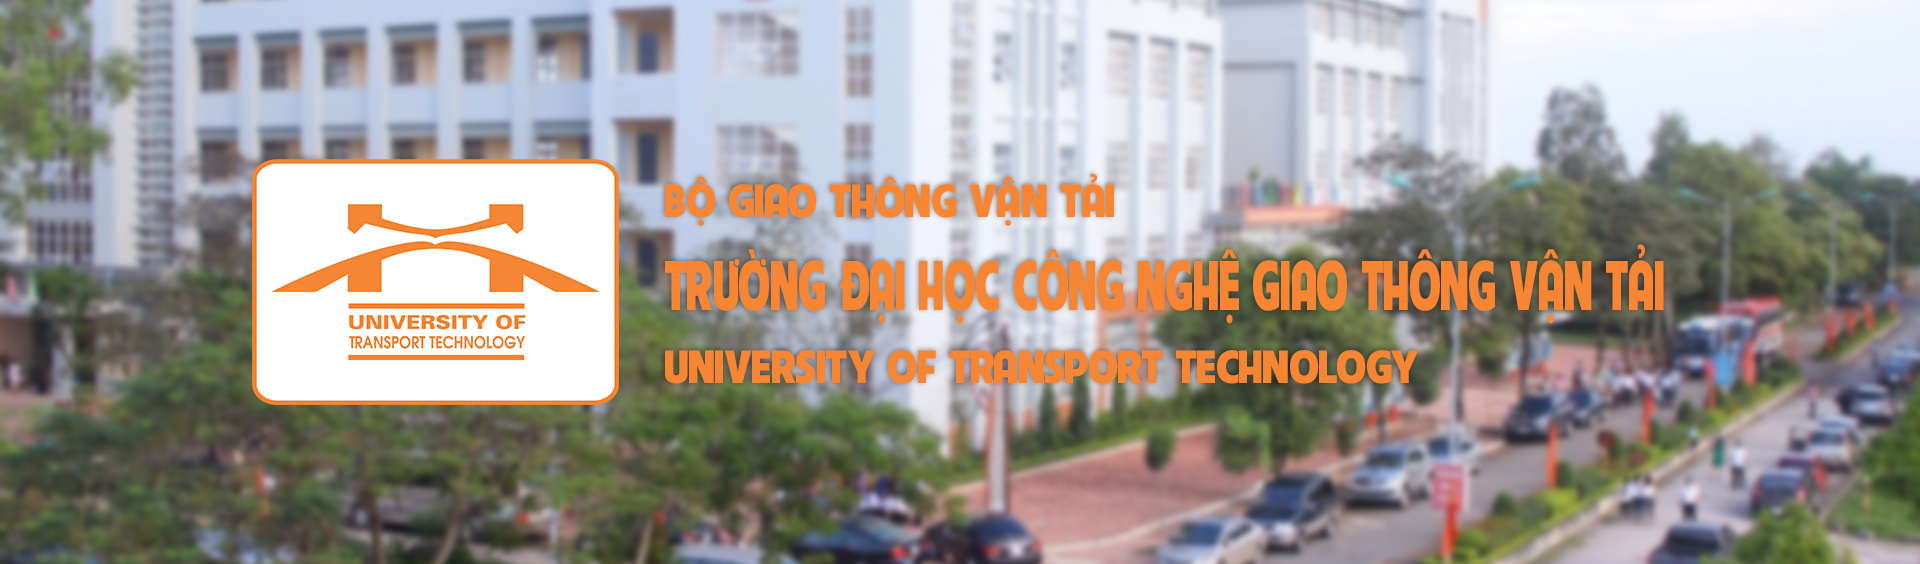 UNIVERSITY OF
TRANSPORT TECHNOLOGY
BỘ GIAO THÔNG VẬN TẢI
TRƯỜNG ĐẠI HỌC CÔNG NGHỆ GIAO THÔNG VẬN TẢI
UNIVERSITY OF TRANSPORT TECHNOLOGY